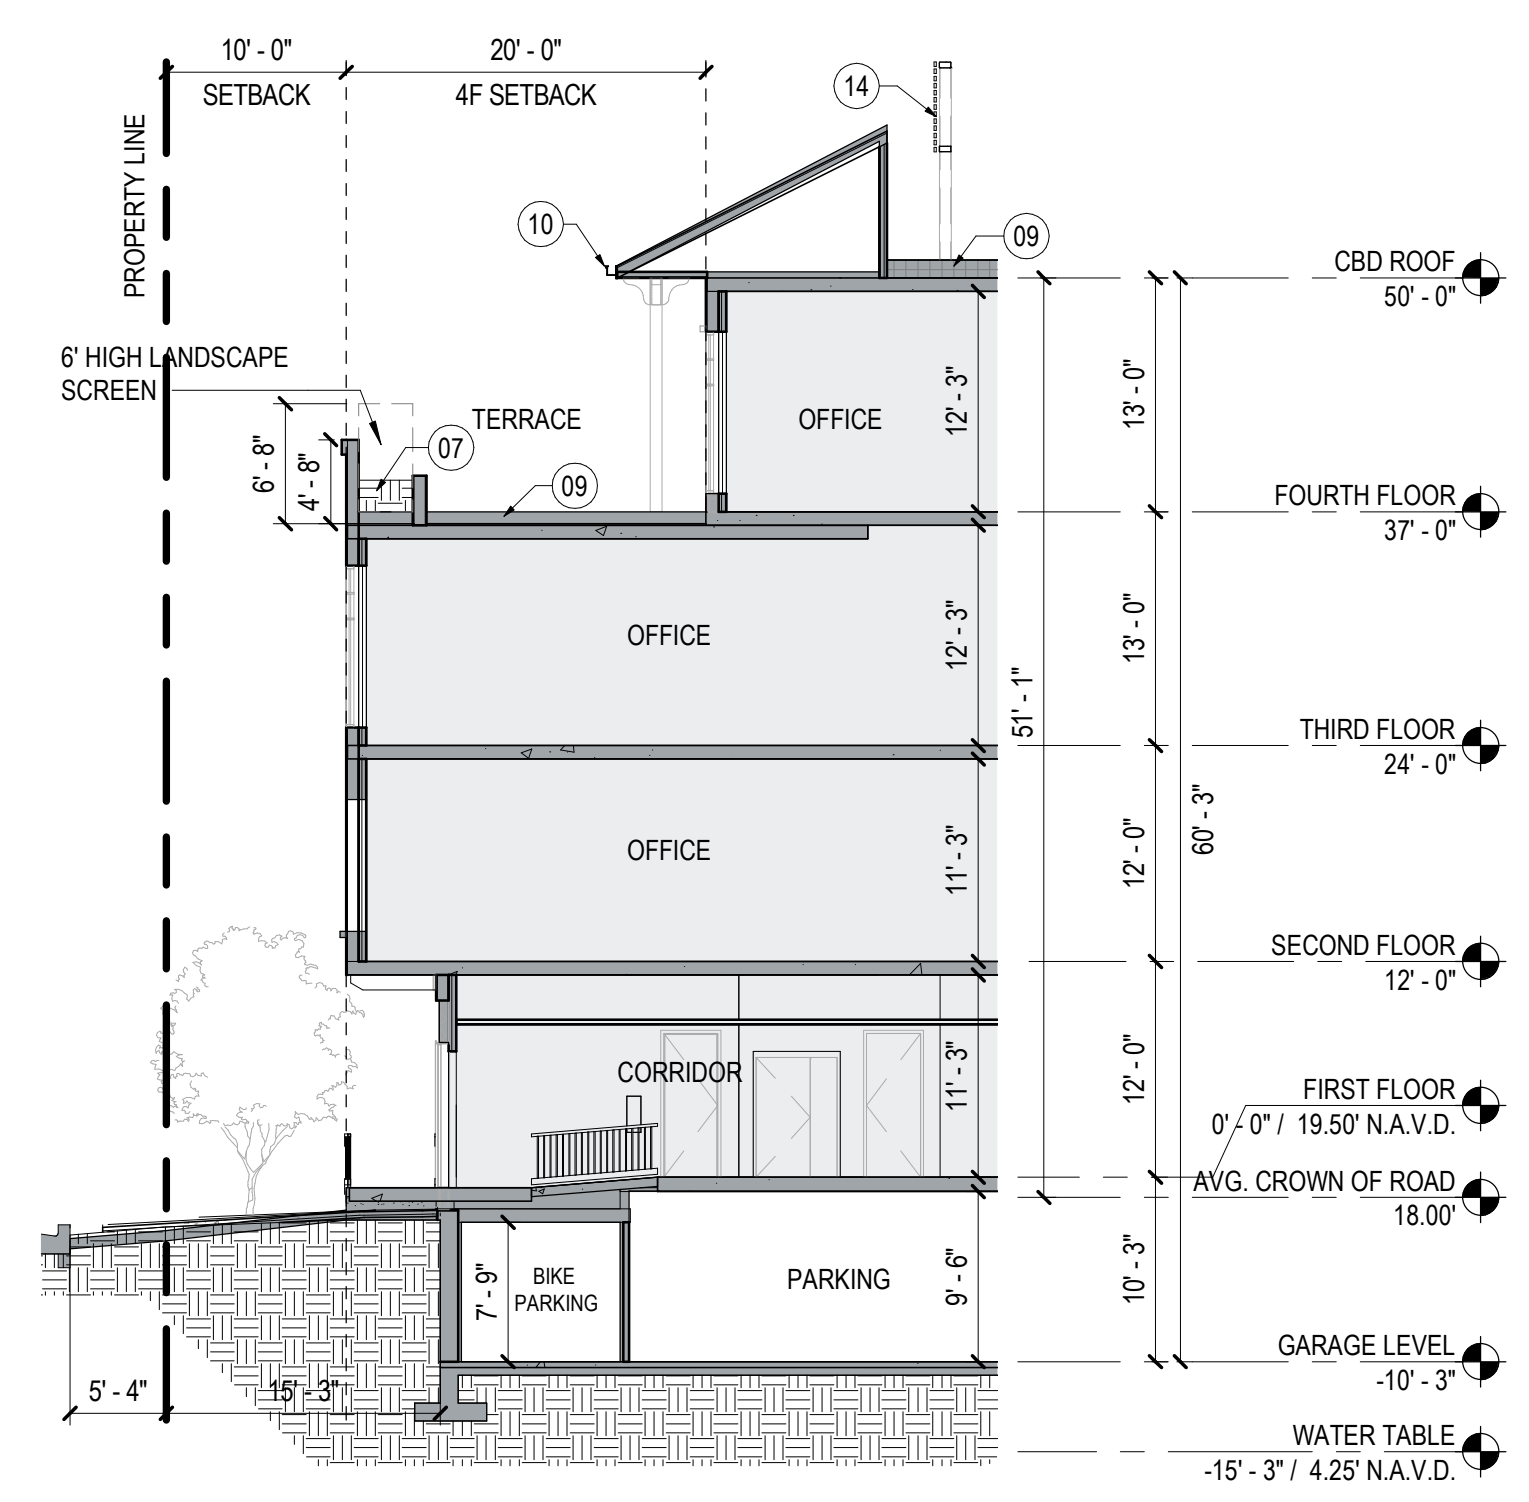 10' - 0"
20' - 0"
SETBACK
4F SETBACK
14
PROPERTY LINE
10
09
CBD ROOF
50' - 0"
6' HIGH LANDSCAPE
SCREEN
TERRACE
OFFICE
12' - 3"
13' - 0"
07
6' - 8"
4' - 8"
09
FOURTH FLOOR
37' - 0"
OFFICE
12' - 3"
13' - 0"
51' - 1"
THIRD FLOOR
24' - 0"
60' - 3"
OFFICE
11' - 3"
12' - 0"
SECOND FLOOR
12' - 0"
CORRIDOR
11' - 3"
12' - 0"
FIRST FLOOR
0' - 0" / 19.50' N.A.V.D.
AVG. CROWN OF ROAD
18.00'
7' - 9"
BIKE
PARKING
PARKING
9' - 6"
10' - 3"
GARAGE LEVEL
-10' - 3"
5' - 4"
15' - 3"
WATER TABLE
-15' - 3" / 4.25' N.A.V.D.